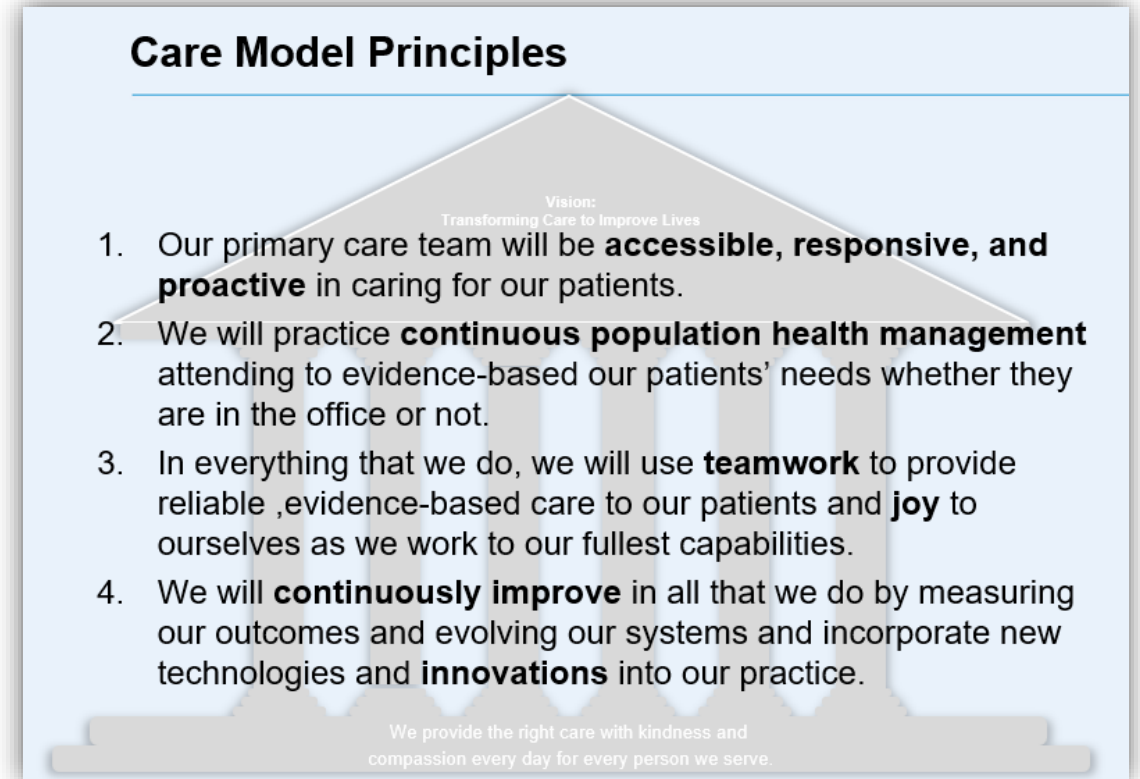 Care Model Principles
Vision:
Transforming Care to Improve Lives
1. Our primary care team will be accessible, responsive, and
proactive in caring for our patients.
2. We will practice continuous population health management
attending to evidence-based our patients’ needs whether they
are in the office or not.
3. In everything that we do, we will use teamwork to provide
reliable ,evidence-based care to our patients and joy to
ourselves as we work to our fullest capabilities.
4. We will continuously improve in all that we do by measuring
our outcomes and evolving our systems and incorporate new
technologies and innovations into our practice.
We provide the right care with kindness and
compassion every day for every person we serve.